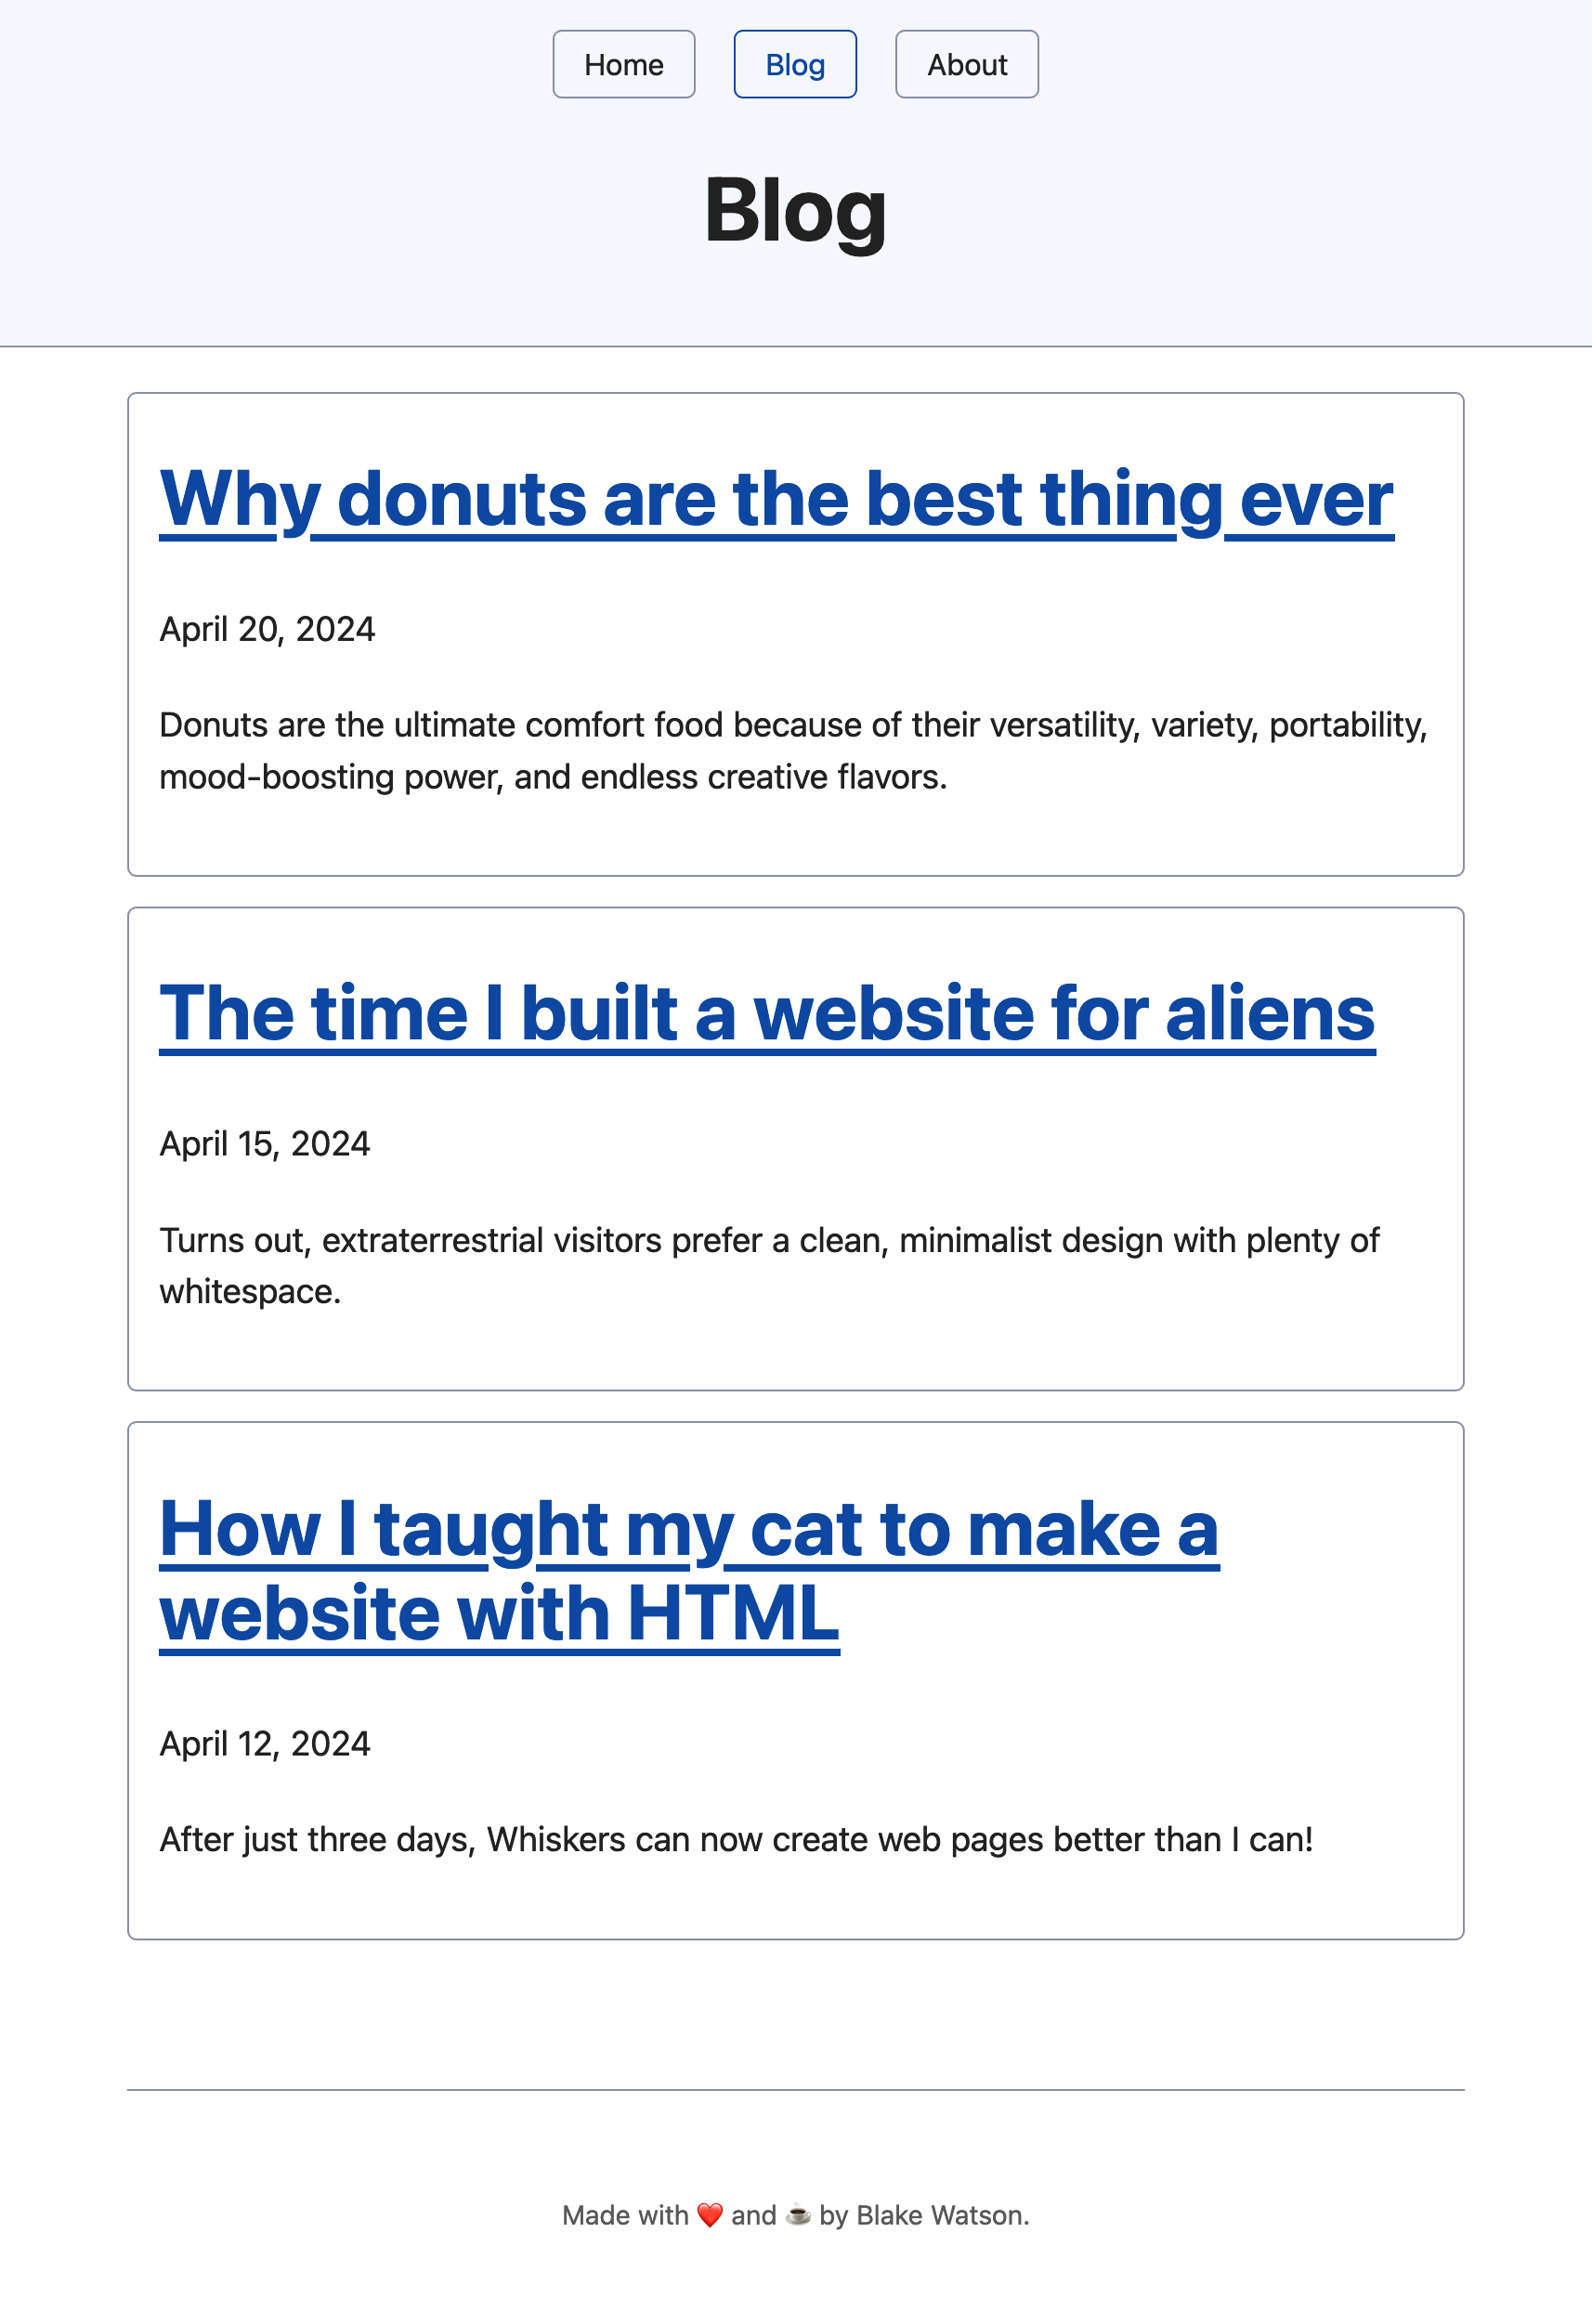 Home Blog About
Blog
Why donuts are the best thing ever
April 20, 2024
Donuts are the ultimate comfort food because of their versatility, variety, portability,
mood-boosting power, and endless creative flavors.
The time I built a website for aliens
April 15, 2024
Turns out, extraterrestrial visitors prefer a clean, minimalist design with plenty of
whitespace.
How I taught my cat to make a
website with HTML
April 12, 2024
After just three days, Whiskers can now create web pages better than I can!
Made with ❤️ and ☕ by Blake Watson.